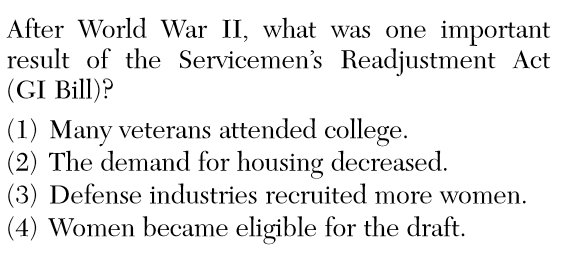 After World War II, what was one important
result of the Servicemen’s Readjustment Act
(GI Bill)?
(1) Many veterans attended college.
(2) The demand for housing decreased.
(3) Defense industries recruited more women.
(4) Women became eligible for the draft.